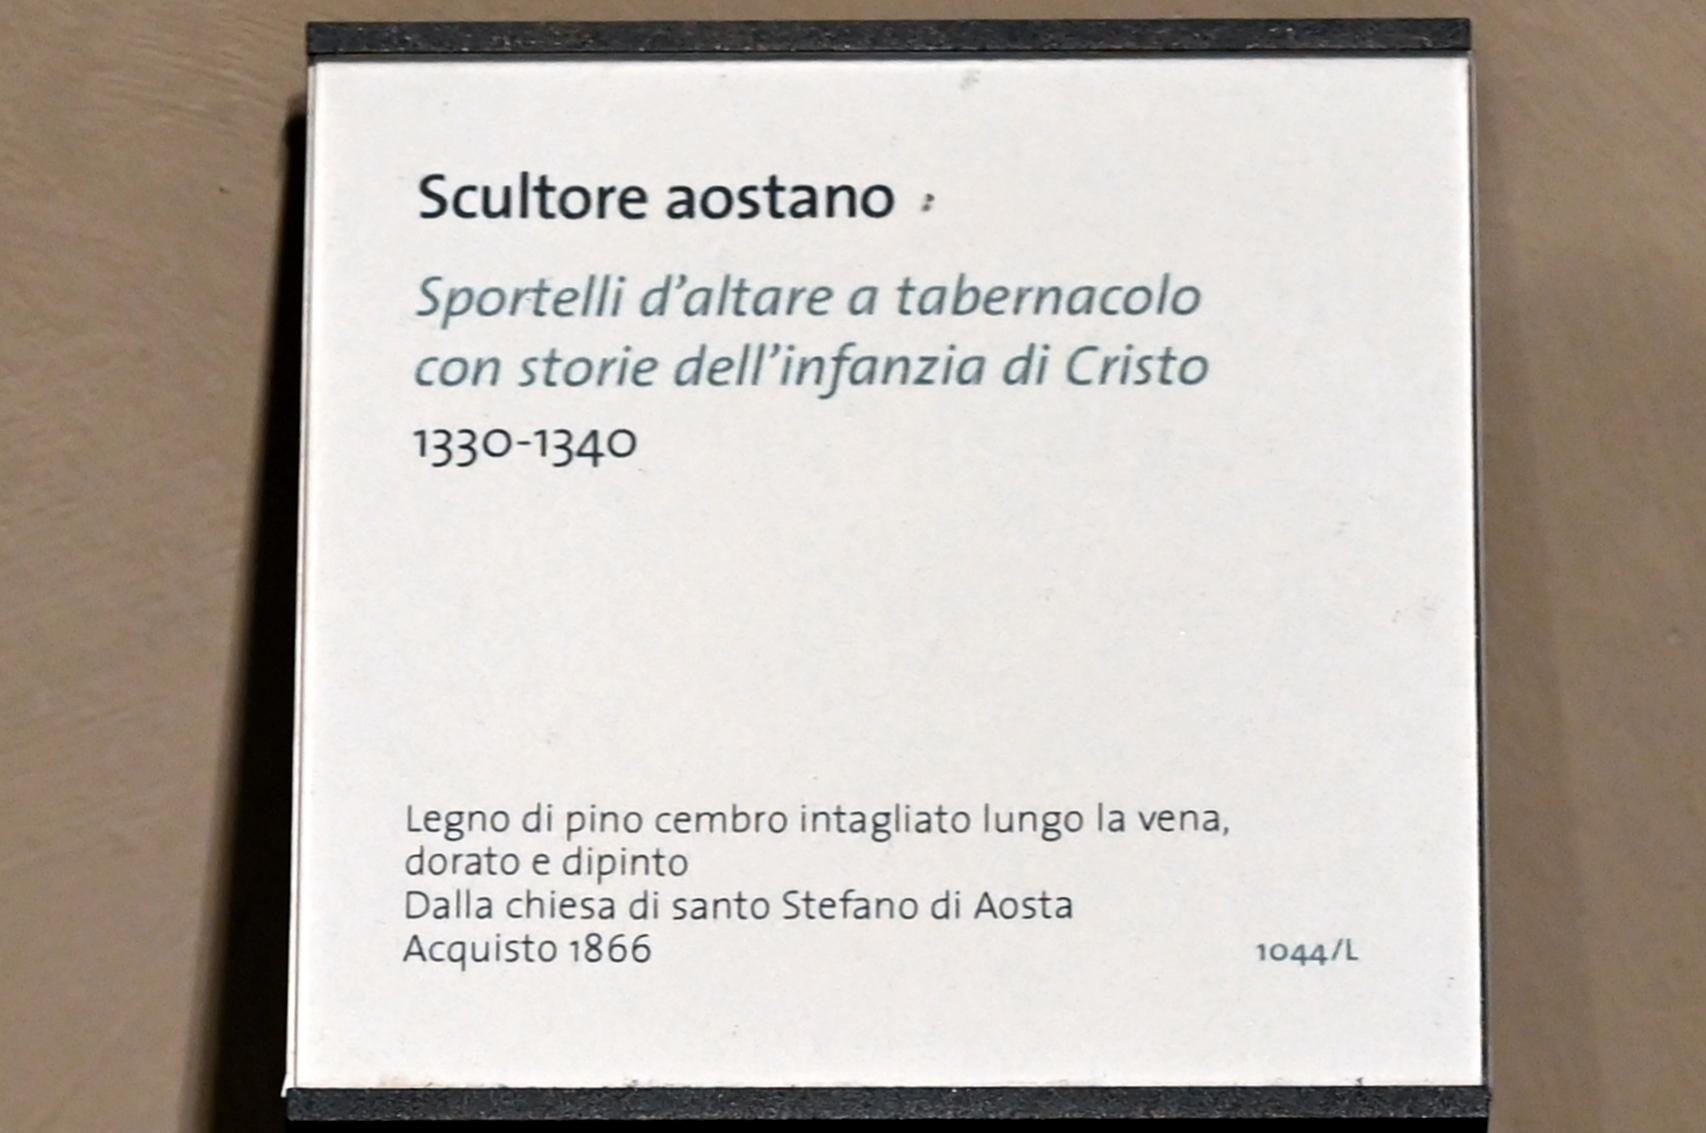 Scultore aostano
Sportelli d'altare a tabernacolo
con storie dell'infanzia di Cristo
1330-1340
Legno di pino cembro intagliato lungo la vena,
dorato e dipinto
Dalla chiesa di santo Stefano di Aosta
Acquisto 1866
1044/L